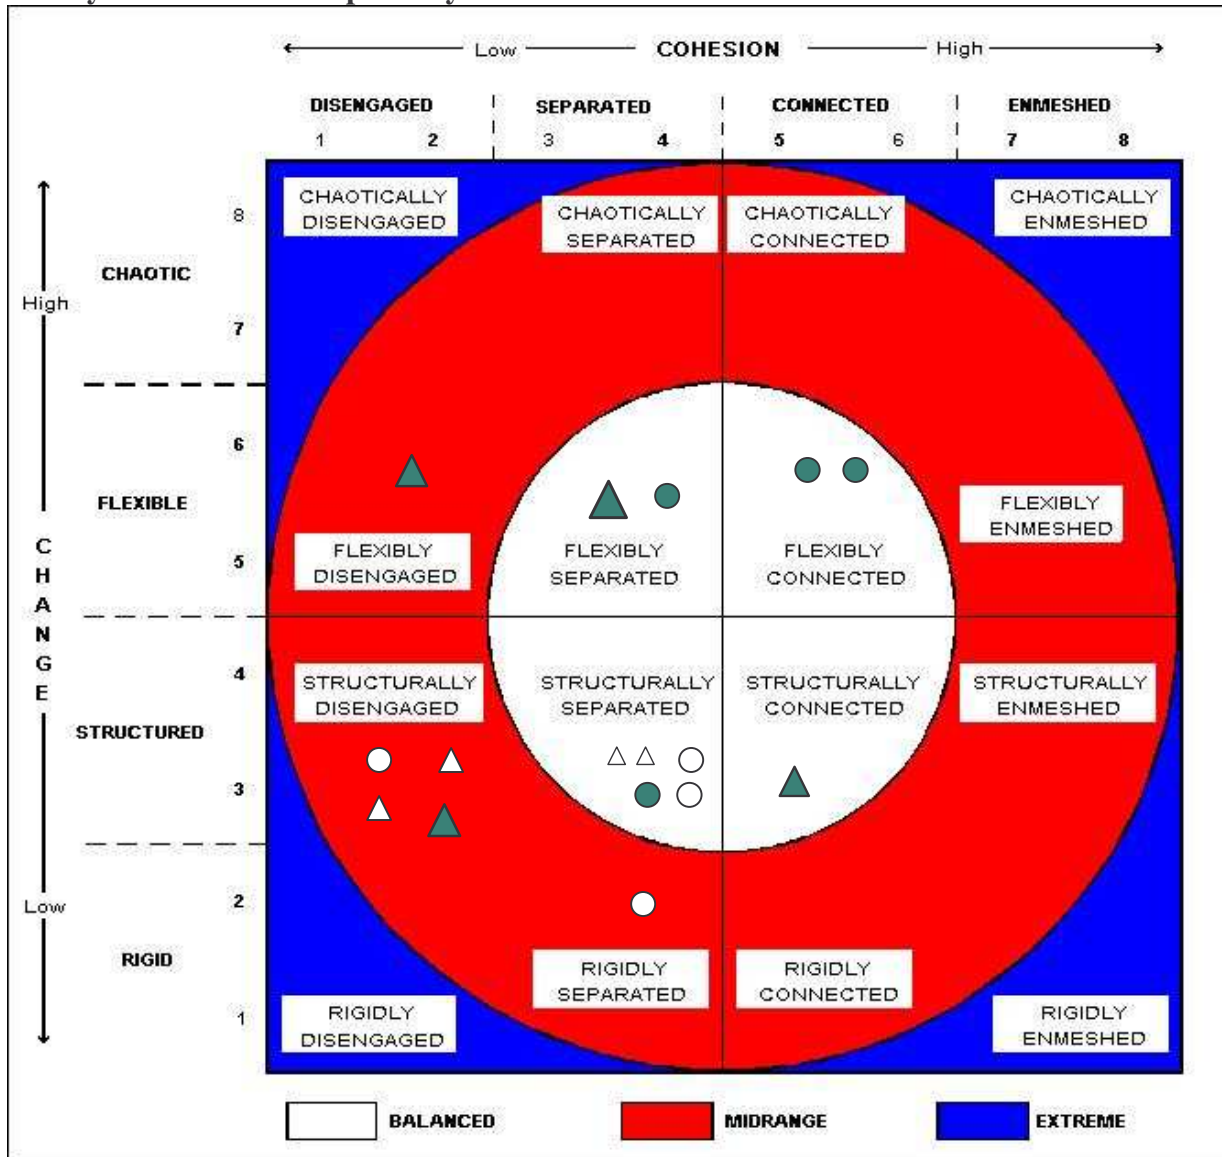 Low COHESION High
DISENGAGED SEPARATED CONNECTED ENMESHED
1 2 3 4 5 6 7 8
CHAOTICALLY
DISENGAGED
CHAOTICALLY
SEPARATED
CHAOTICALLY
CONNECTED
CHAOTICALLY
ENMESHED
8
CHAOTIC
High
7
6
FLEXIBLE
5
FLEXIBLY
DISENGAGED
FLEXIBLY
SEPARATED
FLEXIBLY
CONNECTED
FLEXIBLY
ENMESHED
CHANGE
4
STRUCTURALLY
DISENGAGED
STRUCTURALLY
SEPARATED
STRUCTURALLY
CONNECTED
STRUCTURALLY
ENMESHED
STRUCTURED
3
2
Low
RIGID
RIGIDLY
SEPARATED
RIGIDLY
CONNECTED
1
RIGIDLY
DISENGAGED
RIGIDLY
ENMESHED
BALANCED MIDRANGE EXTREME